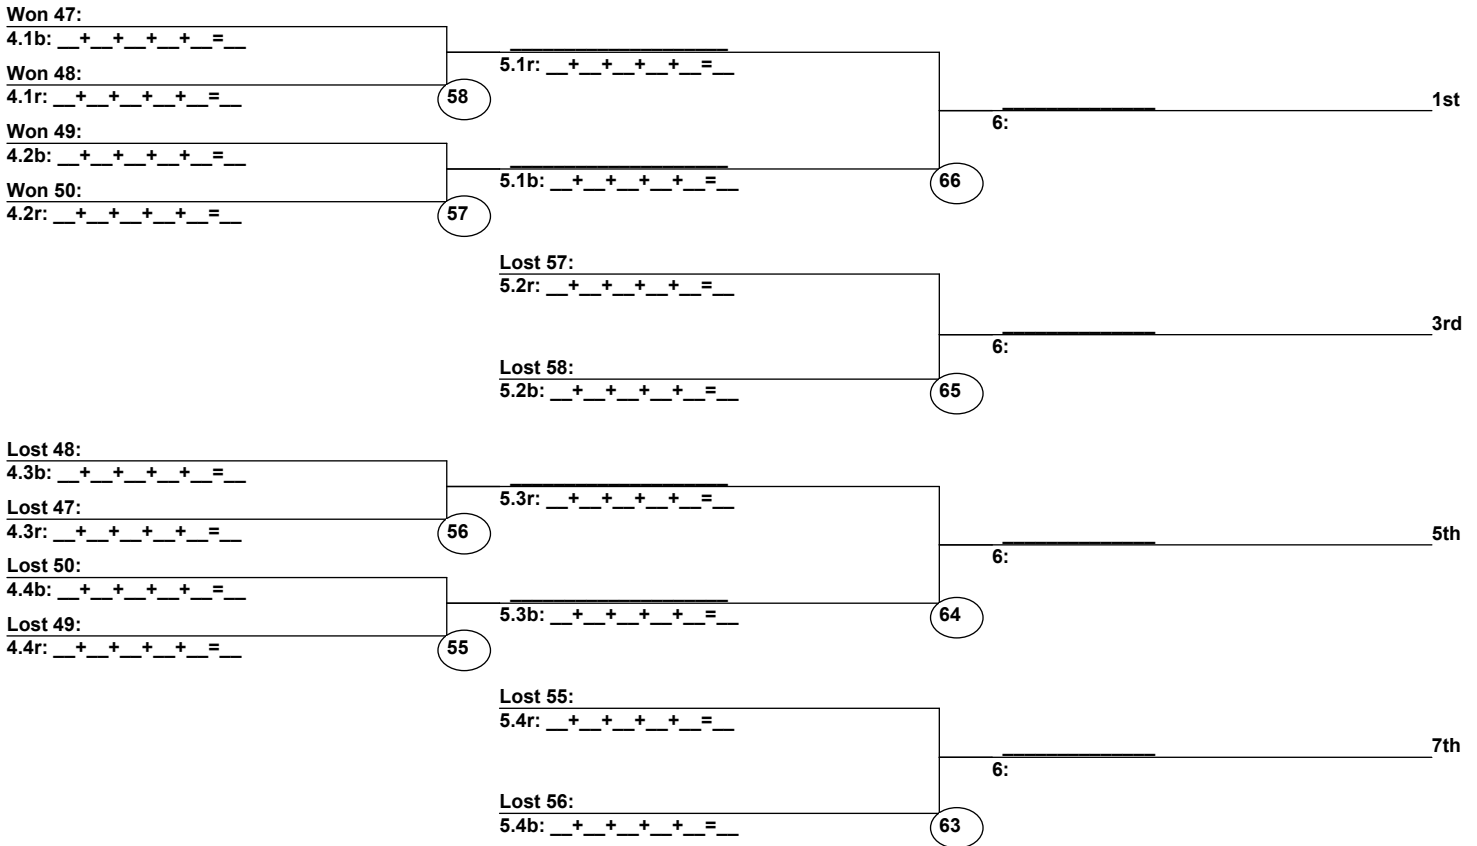 Won 47:
4.1b: __+__+__+__+__=__
Won 48:
4.1r: __+__+__+__+__=__
58
5.1r: __+__+__+__+__=__
Won 49:
4.2b: __+__+__+__+__=__
Won 50:
4.2r: __+__+__+__+__=__
57
5.1b: __+__+__+__+__=__
66
6:
1st
Lost 57:
5.2r: __+__+__+__+__=__
Lost 58:
5.2b: __+__+__+__+__=__
65
6:
3rd
Lost 48:
4.3b: __+__+__+__+__=__
Lost 47:
4.3r: __+__+__+__+__=__
56
5.3r: __+__+__+__+__=__
Lost 50:
4.4b: __+__+__+__+__=__
Lost 49:
4.4r: __+__+__+__+__=__
55
5.3b: __+__+__+__+__=__
64
6:
5th
Lost 55:
5.4r: __+__+__+__+__=__
Lost 56:
5.4b: __+__+__+__+__=__
63
6:
7th